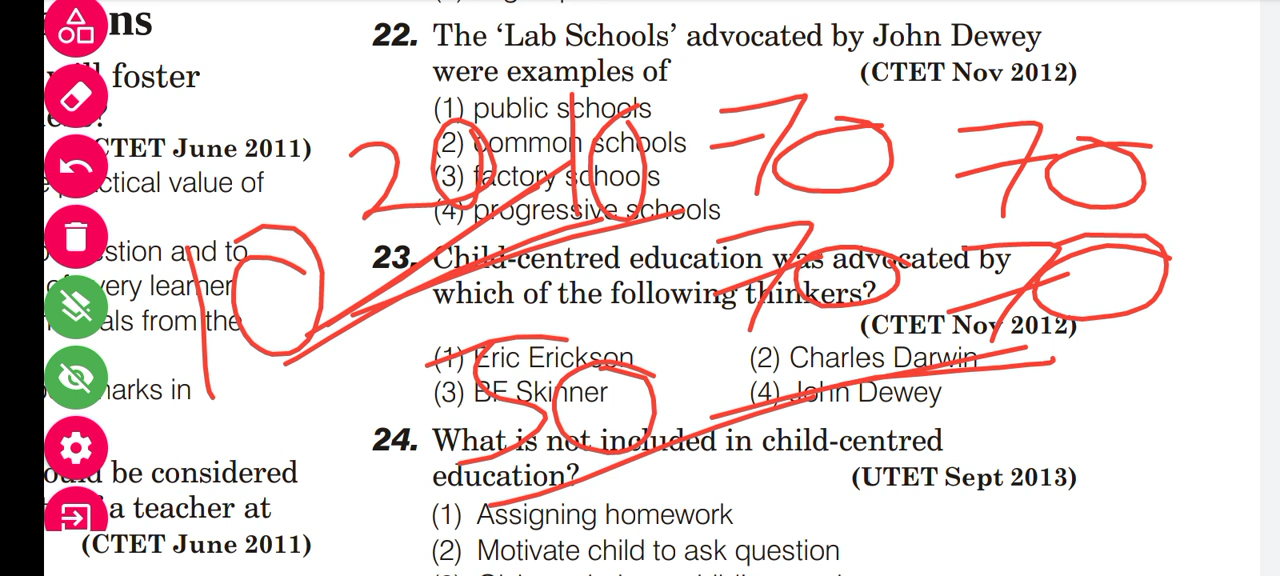 ns
foster
CTEET June 2011)
ctical value of
estion and to
very learner
als from the
marks in
be considered
a teacher at
(CTET June 2011)
22. The ‘Lab Schools’ advocated by John Dewey
were examples of (CTET Nov 2012)
(1) public schools
(2) common schools
(3) factory schools
(4) progressive schools
23. Child-centred education was advocated by
which of the following thinkers?
(CTET Nov 2012)
(1) Eric Erickson (2) Charles Darwin
(3) BF Skinner (4) John Dewey
24. What is not included in child-centred
education? (UTET Sept 2013)
(1) Assigning homework
(2) Motivate child to ask question
20 10 70 70
10 70 70
50